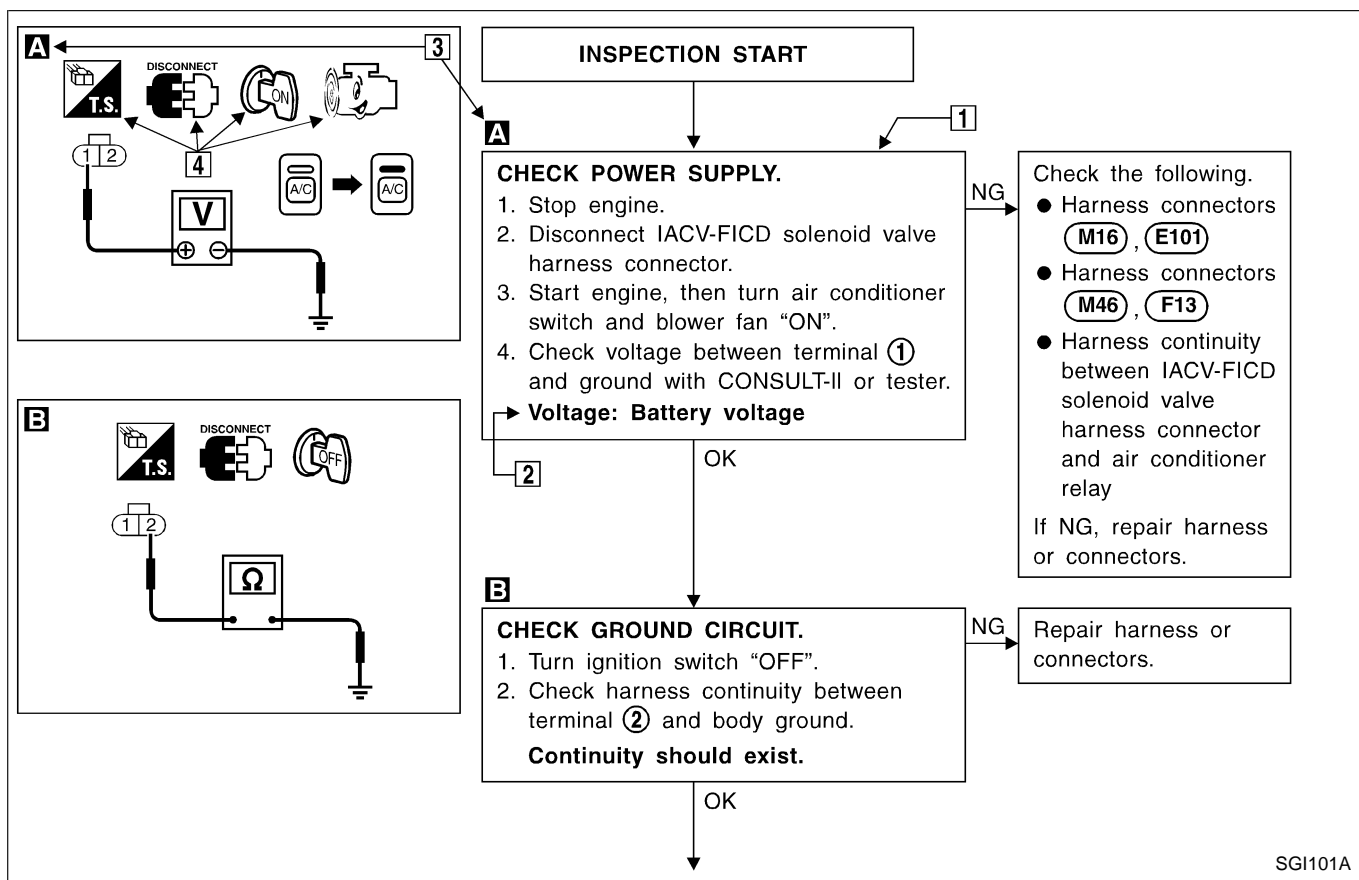 A
3
DISCONNECT
T.S.
ON
1 2
4
A/C
A/C
V
B
DISCONNECT
T.S.
OFF
1 2
Ω
INSPECTION START
A
1
CHECK POWER SUPPLY.
1. Stop engine.
2. Disconnect IACV-FICD solenoid valve
harness connector.
3. Start engine, then turn air conditioner
switch and blower fan “ON”.
4. Check voltage between terminal ①
and ground with CONSULT-II or tester.
Voltage: Battery voltage
2
NG
Check the following.
● Harness connectors
M16 , E101
● Harness connectors
M46 , F13
● Harness continuity
between IACV-FICD
solenoid valve
harness connector
and air conditioner
relay
If NG, repair harness
or connectors.
OK
B
CHECK GROUND CIRCUIT.
1. Turn ignition switch “OFF”.
2. Check harness continuity between
terminal ② and body ground.
Continuity should exist.
NG
Repair harness or
connectors.
OK
SGI101A